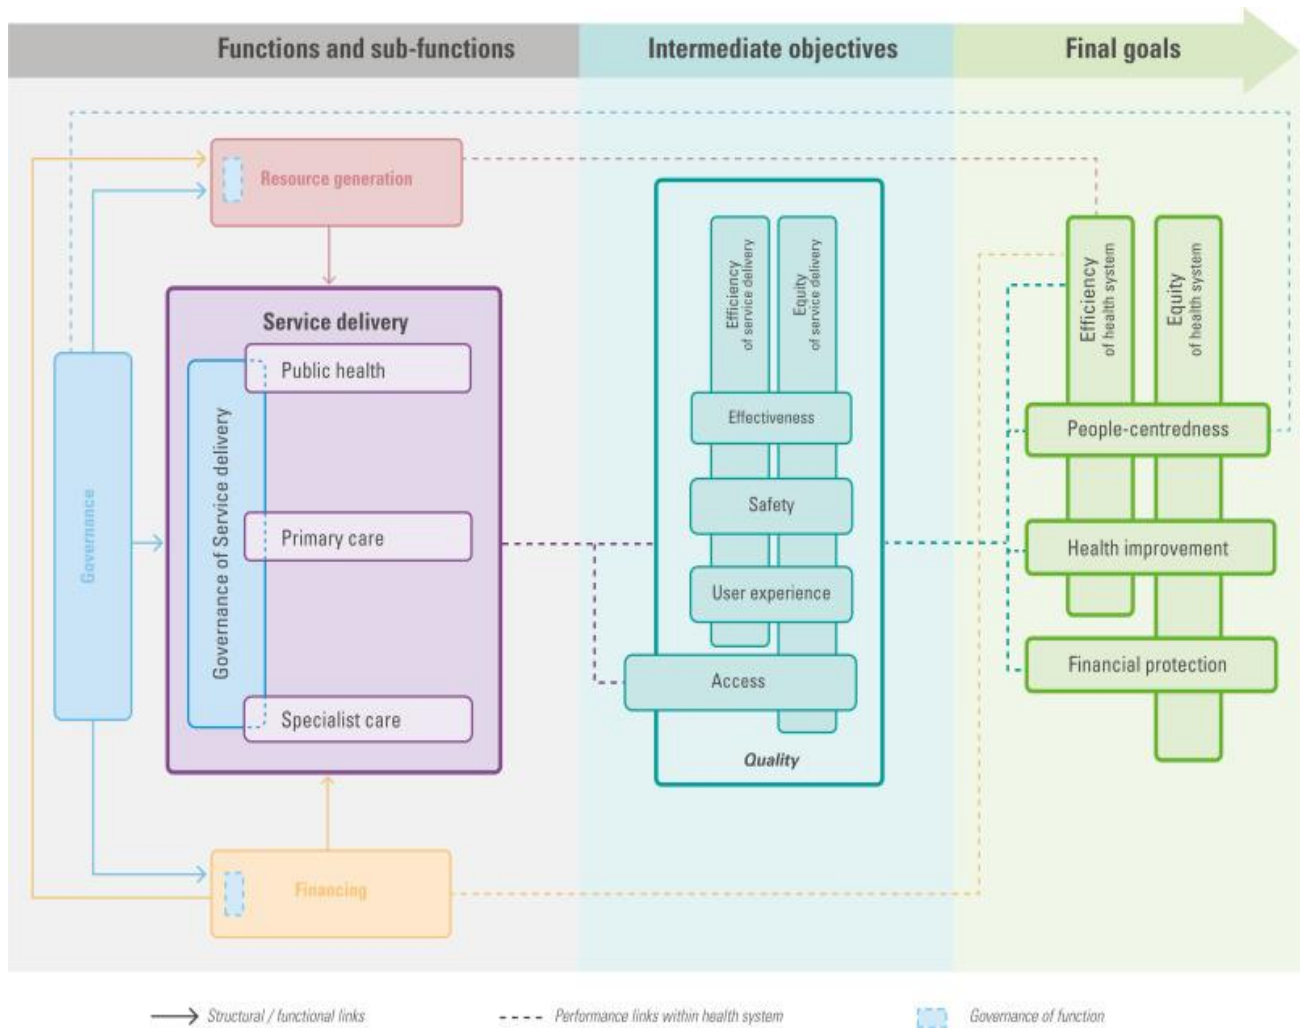 Functions and sub-functions
Intermediate objectives
Final goals
Resource generation
Service delivery
Public health
Primary care
Specialist care
Governance of Service delivery
Governance
Financing
Efficiency
of service delivery
Equity
of service delivery
Effectiveness
Safety
User experience
Access
Quality
Efficiency
of health system
Equity
of health system
People-centredness
Health improvement
Financial protection
Structural / functional links
Performance links within health system
Governance of function